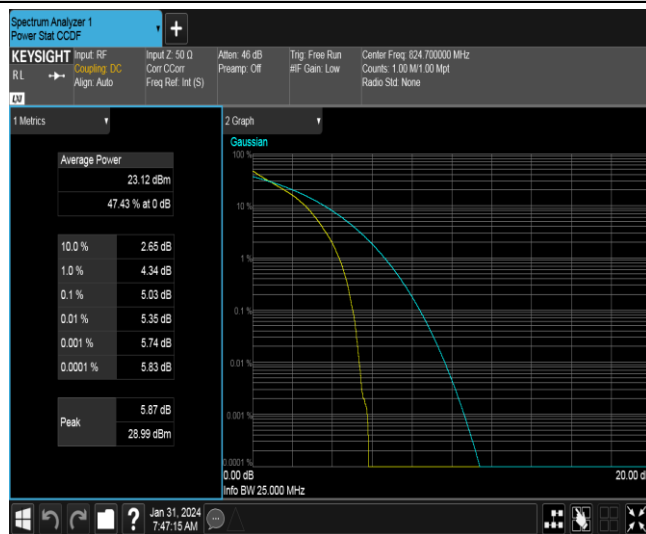 Spectrum Analyzer 1
Power Stat CCDF
KEYSIGHT
RL
LXI
Input: RF
Coupling: DC
Align: Auto
Input Z: 50 Ω
Corr CCorr
Freq Ref: Int (S)
Atten: 46 dB
Preamp: Off
Trig: Free Run
#IF Gain: Low
Center Freq: 824.700000 MHz
Counts: 1.00 M/1.00 Mpt
Radio Std: None
1 Metrics
Average Power
23.12 dBm
47.43 % at 0 dB
10.0 % 2.65 dB
1.0 % 4.34 dB
0.1 % 5.03 dB
0.01 % 5.35 dB
0.001 % 5.74 dB
0.0001 % 5.83 dB
Peak
5.87 dB
28.99 dBm
2 Graph
Gaussian
100 %
10 %
1 %
0.1 %
0.01 %
0.001 %
0.0001 %
0.00 dB 20.00 d
Info BW 25.000 MHz
Jan 31, 2024
7:47:15 AM